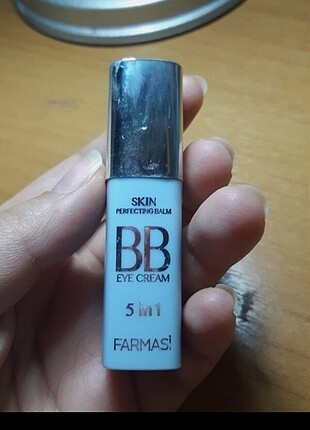 SKIN
PERFECTING BALM
BB
EYE CREAM
5 in 1
FARMASİ